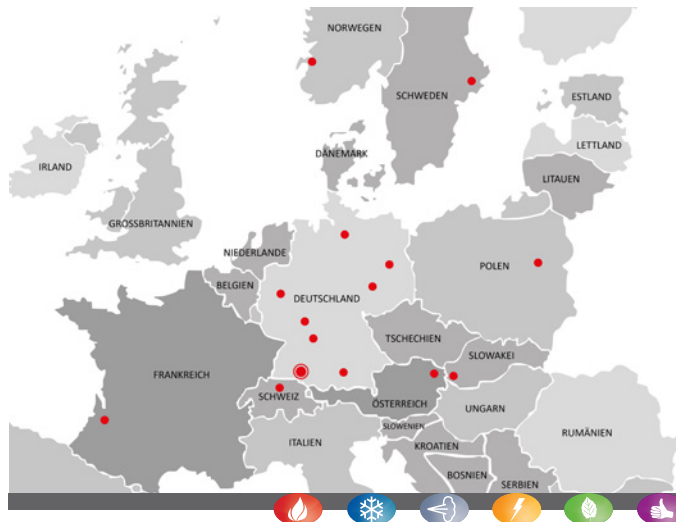 NORWEGEN
SCHWEDEN
ESTLAND
LETTLAND
DÄNEMARK
IRLAND
LITAUEN
GROSSBRITANNIEN
NIEDERLANDE
POLEN
BELGIEN
DEUTSCHLAND
TSCHECHIEN
SLOWAKEI
FRANKREICH
SCHWEIZ
ÖSTERREICH
UNGARN
SLOWENIEN
RUMÄNIEN
ITALIEN
KROATIEN
BOSNIEN
SERBIEN